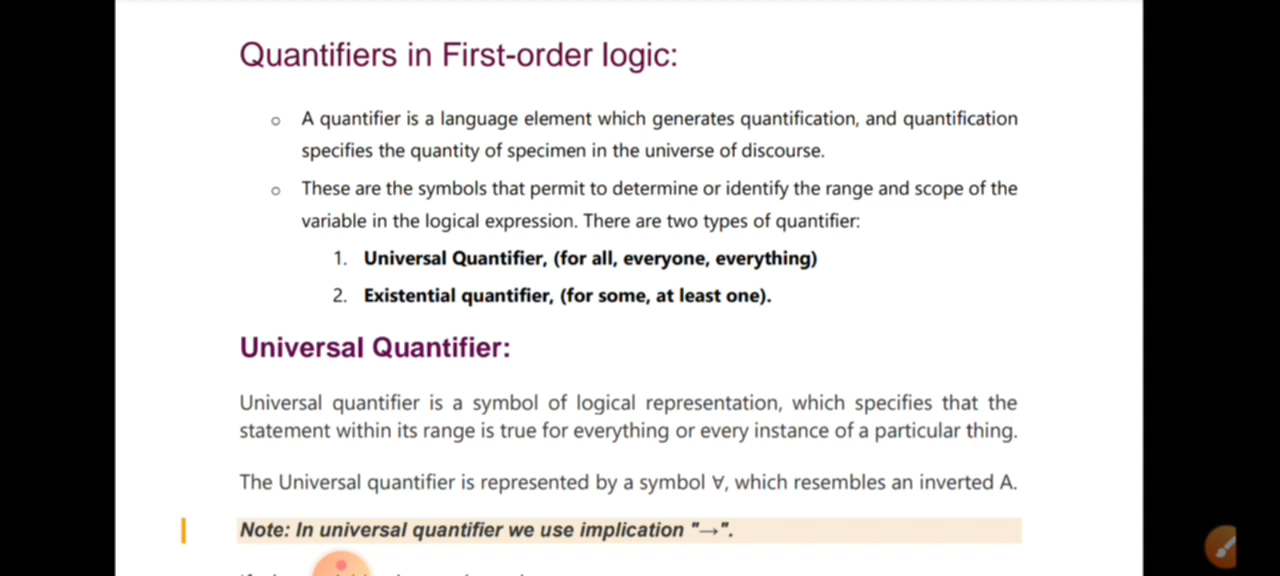 Quantifiers in First-order logic:
○ A quantifier is a language element which generates quantification, and quantification
specifies the quantity of specimen in the universe of discourse.
○ These are the symbols that permit to determine or identify the range and scope of the
variable in the logical expression. There are two types of quantifier:
1. Universal Quantifier, (for all, everyone, everything)
2. Existential quantifier, (for some, at least one).
Universal Quantifier:
Universal quantifier is a symbol of logical representation, which specifies that the
statement within its range is true for everything or every instance of a particular thing.
The Universal quantifier is represented by a symbol ∀, which resembles an inverted A.
Note: In universal quantifier we use implication "→".